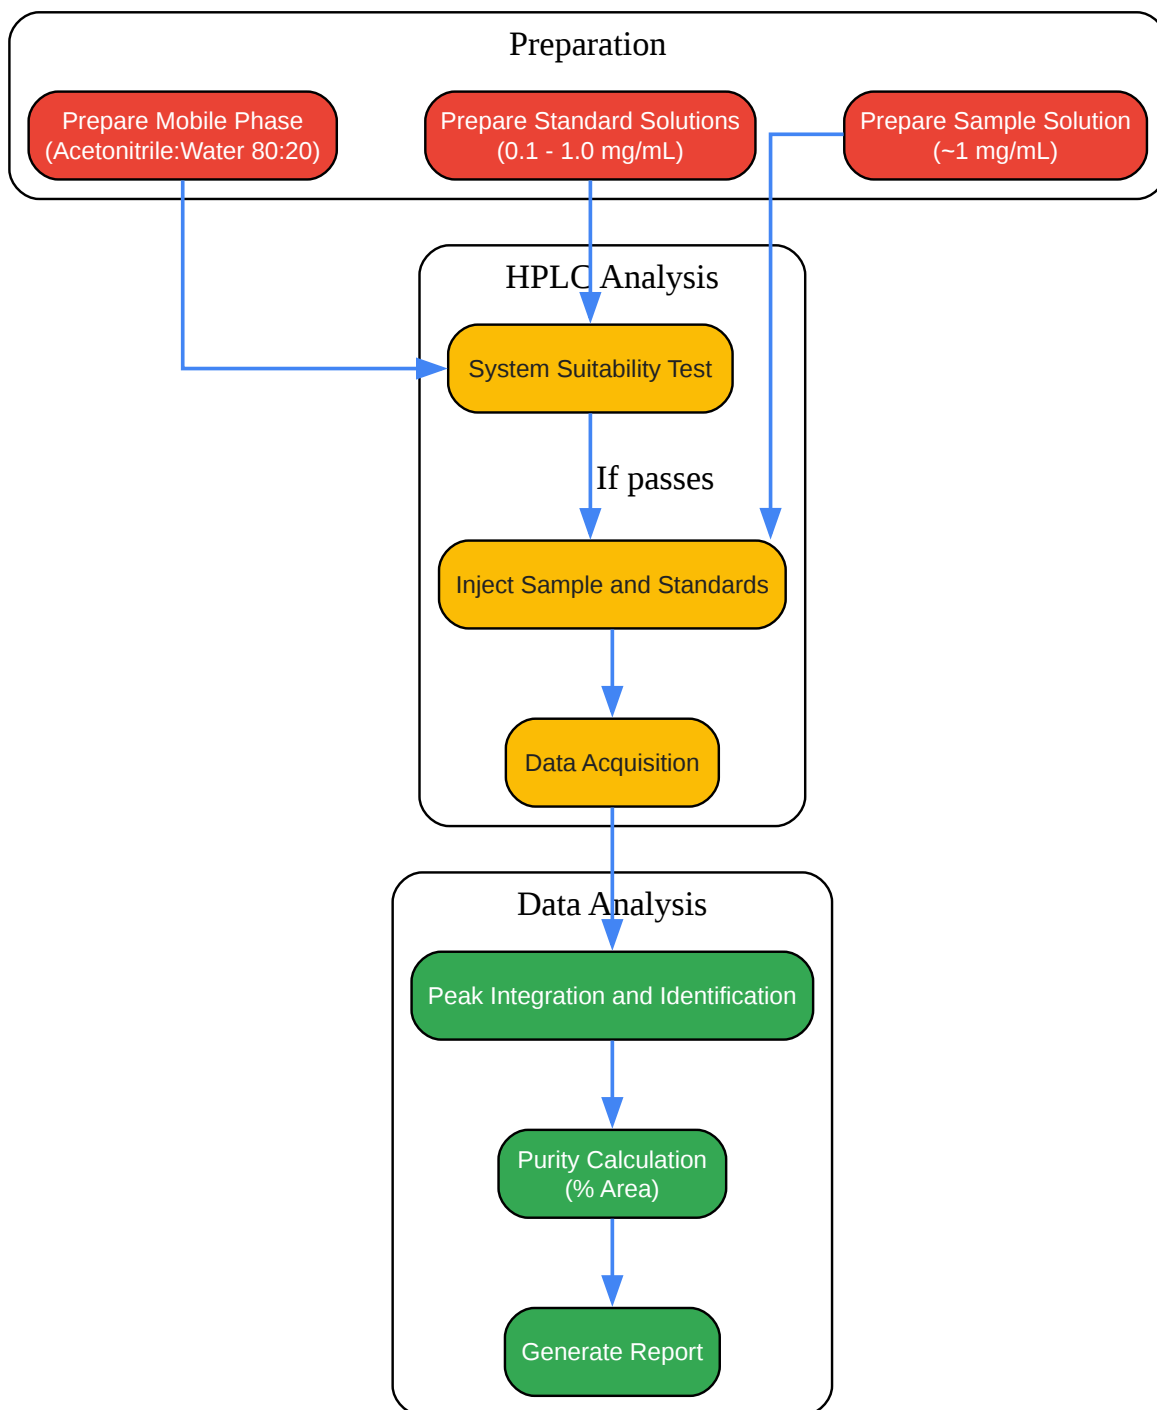 Preparation
Prepare Mobile Phase
(Acetonitrile:Water 80:20)
Prepare Standard Solutions
(0.1 - 1.0 mg/mL)
Prepare Sample Solution
(~1 mg/mL)
HPLC Analysis
System Suitability Test
If passes
Inject Sample and Standards
Data Acquisition
Data Analysis
Peak Integration and Identification
Purity Calculation
(% Area)
Generate Report